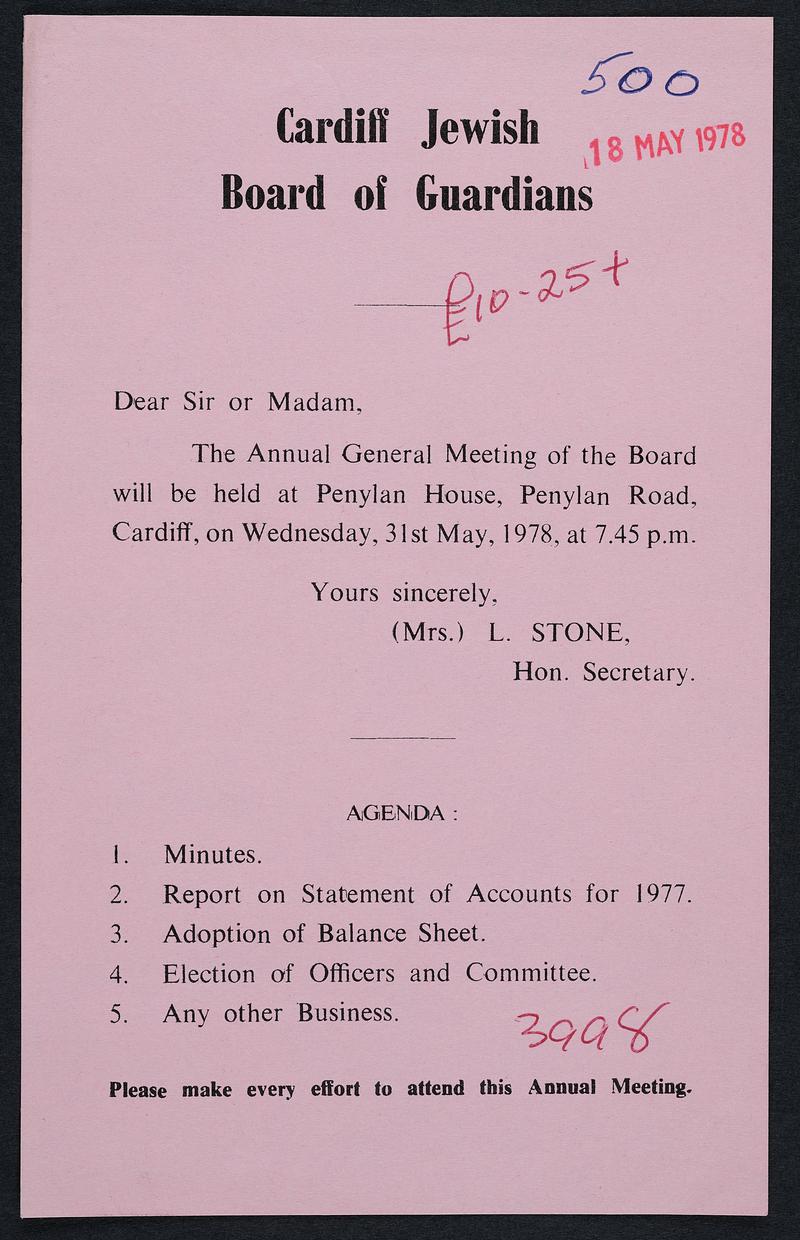 500
Cardiff Jewish
18 MAY 1978
Board of Guardians
£10-25+
Dear Sir or Madam,
The Annual General Meeting of the Board
will be held at Penylan House, Penylan Road,
Cardiff, on Wednesday, 31st May, 1978, at 7.45 p.m.
Yours sincerely,
(Mrs.) L. STONE,
Hon. Secretary.
AGENDA :
1. Minutes.
2. Report on Statement of Accounts for 1977.
3. Adoption of Balance Sheet.
4. Election of Officers and Committee.
5. Any other Business.
3998
Please make every effort to attend this Annual Meeting.